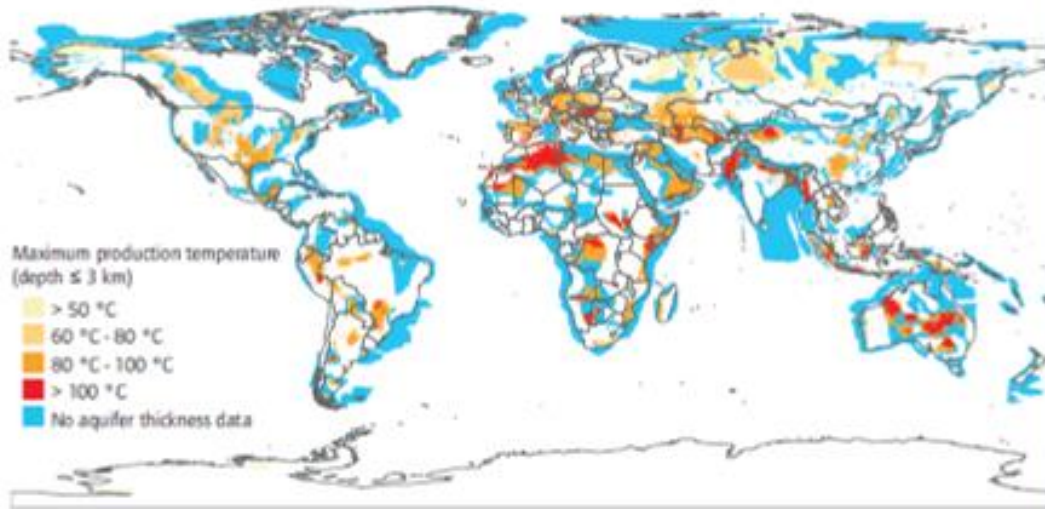 Maximum production temperature
(depth ≤ 3 km)
> 50 °C
60 °C - 80 °C
80 °C - 100 °C
> 100 °C
No aquifer thickness data